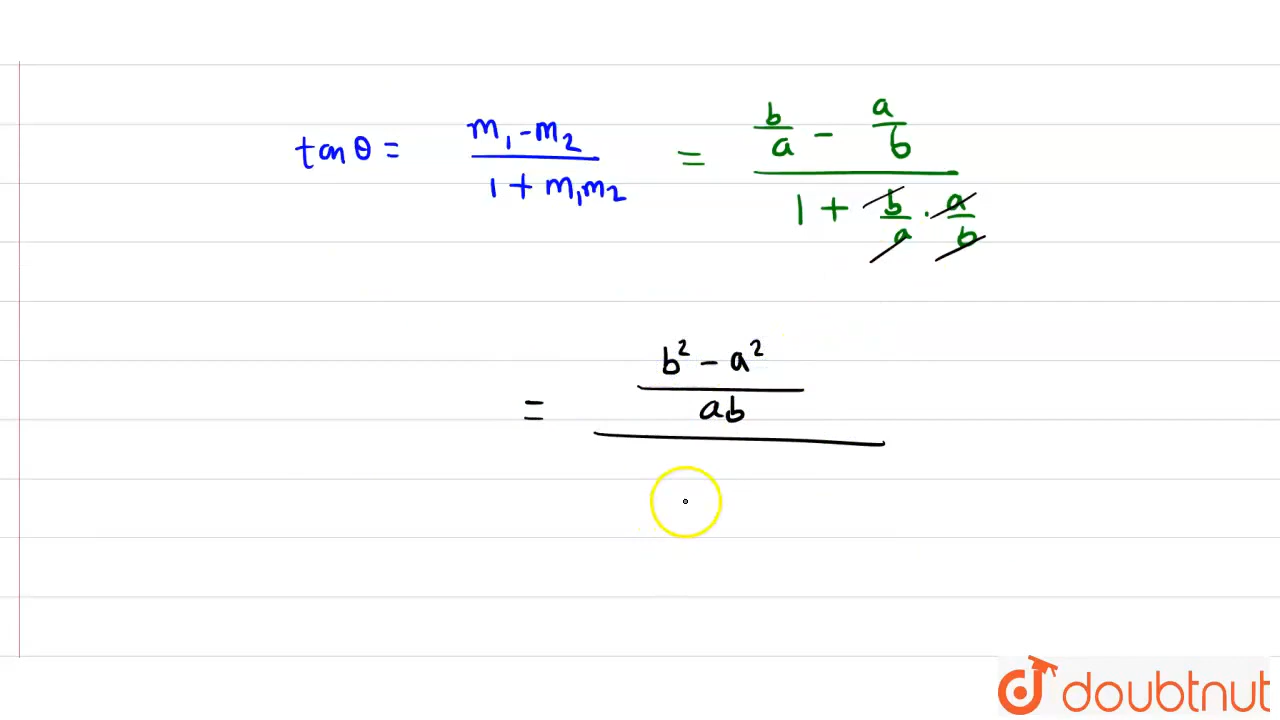 tan θ = m₁-m₂ / 1 + m₁m₂ = b/a - a/b / 1 + b/a · a/b
= b² - a² / ab
doubtnut